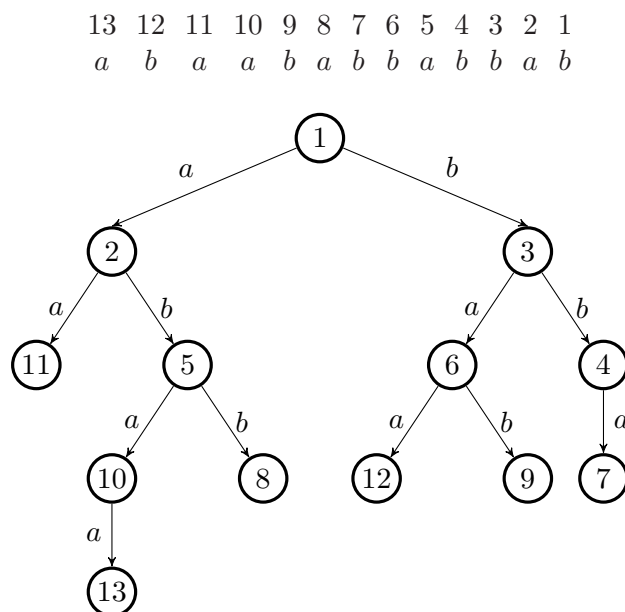 13 12 11 10 9 8 7 6 5 4 3 2 1
a b a a b a b b a b b a b
1
a b
2 3
a b a b
11 5 6 4
a b a b a
10 8 12 9 7
a
13